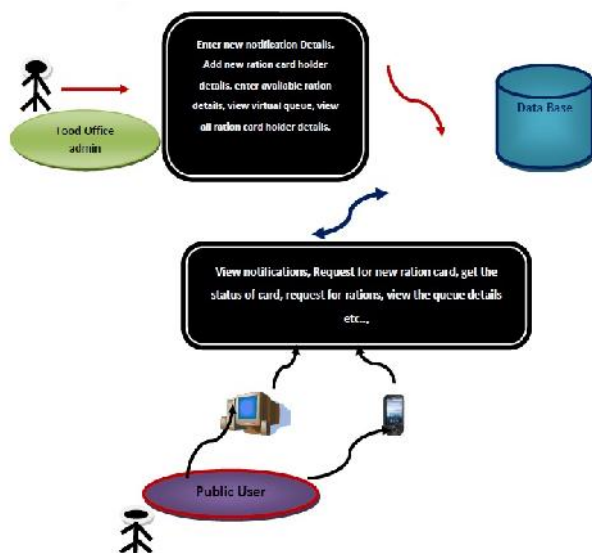 Enter new notification Details,
Add new ration card holder
details, enter available ration
details, view virtual queue, view
all ration card holder details.
Data Base
Food Office
admin
View notifications, Request for new ration card, get the
status of card, request for rations, view the queue details
etc..,
Public User